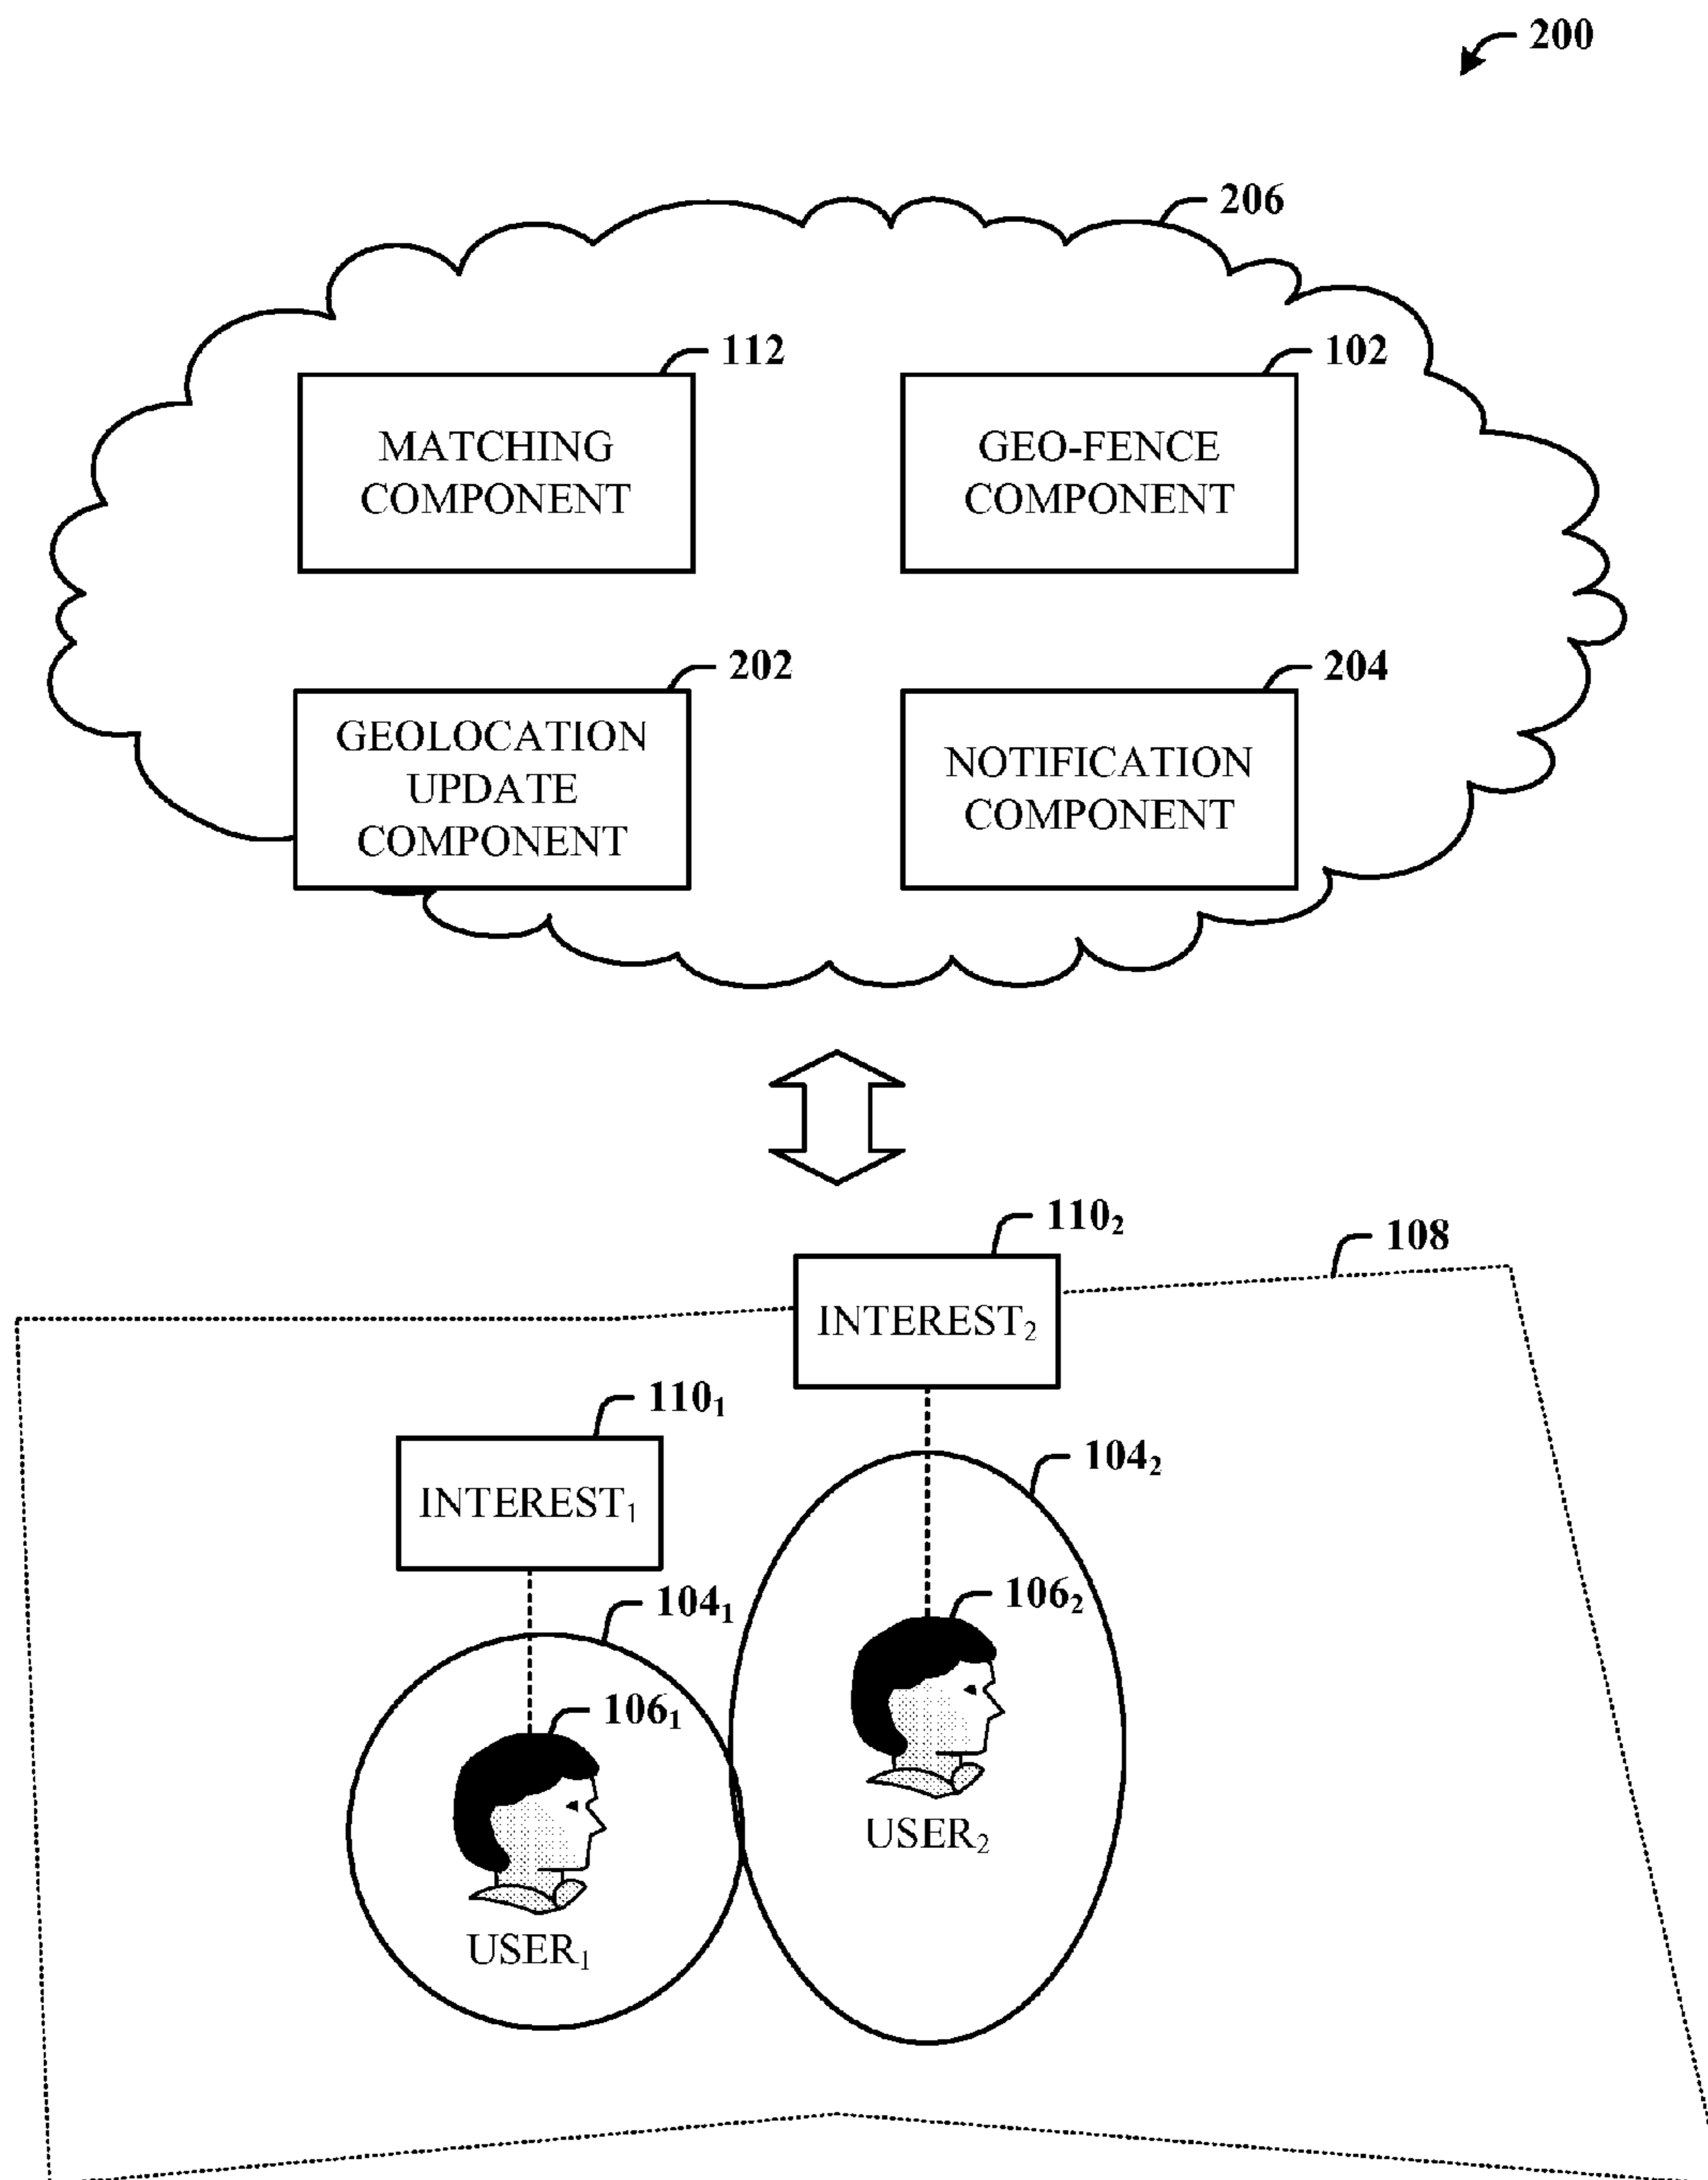 200
206
112
102
MATCHING
COMPONENT
GEO-FENCE
COMPONENT
202
204
GEOLOCATION
UPDATE
COMPONENT
NOTIFICATION
COMPONENT
110₂
108
INTEREST₂
110₁
INTEREST₁
104₂
104₁
106₂
106₁
USER₂
USER₁